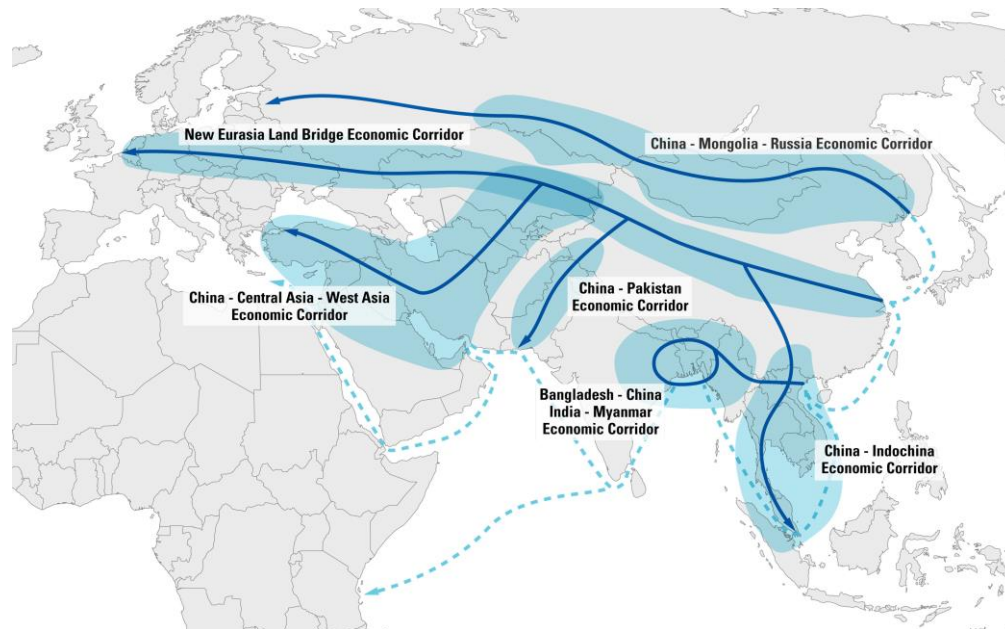 New Eurasia Land Bridge Economic Corridor
China - Mongolia - Russia Economic Corridor
China - Central Asia - West Asia
Economic Corridor
China - Pakistan
Economic Corridor
Bangladesh - China
India - Myanmar
Economic Corridor
China - Indochina
Economic Corridor